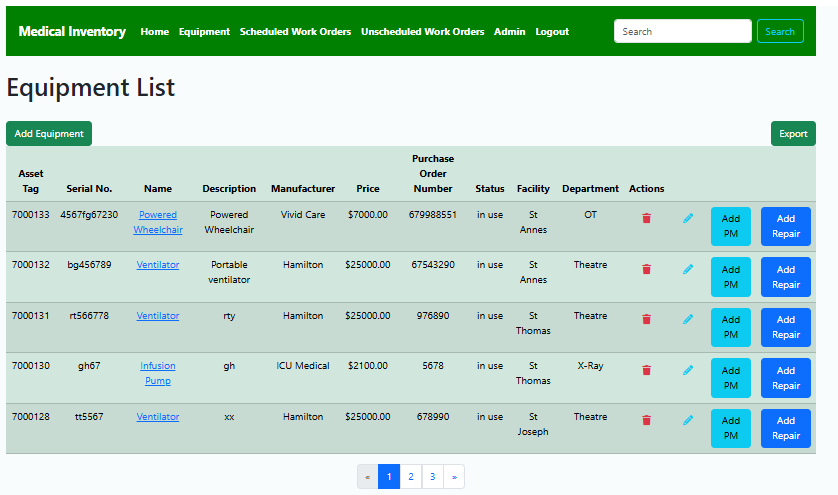 Medical Inventory Home Equipment Scheduled Work Orders Unscheduled Work Orders Admin Logout Search Search
Equipment List
Add Equipment Export
Asset Tag Serial No. Name Description Manufacturer Price Purchase Order Number Status Facility Department Actions
7000133 4567fg67230 Powered Wheelchair Powered Wheelchair Vivid Care $7000.00 679988551 in use St Annes OT Add PM Add Repair
7000132 bg456789 Ventilator Portable ventilator Hamilton $25000.00 67543290 in use St Annes Theatre Add PM Add Repair
7000131 rt566778 Ventilator rty Hamilton $25000.00 976890 in use St Thomas Theatre Add PM Add Repair
7000130 gh67 Infusion Pump gh ICU Medical $2100.00 5678 in use St Thomas X-Ray Add PM Add Repair
7000128 tt5567 Ventilator xx Hamilton $25000.00 678990 in use St Joseph Theatre Add PM Add Repair
« 1 2 3 »